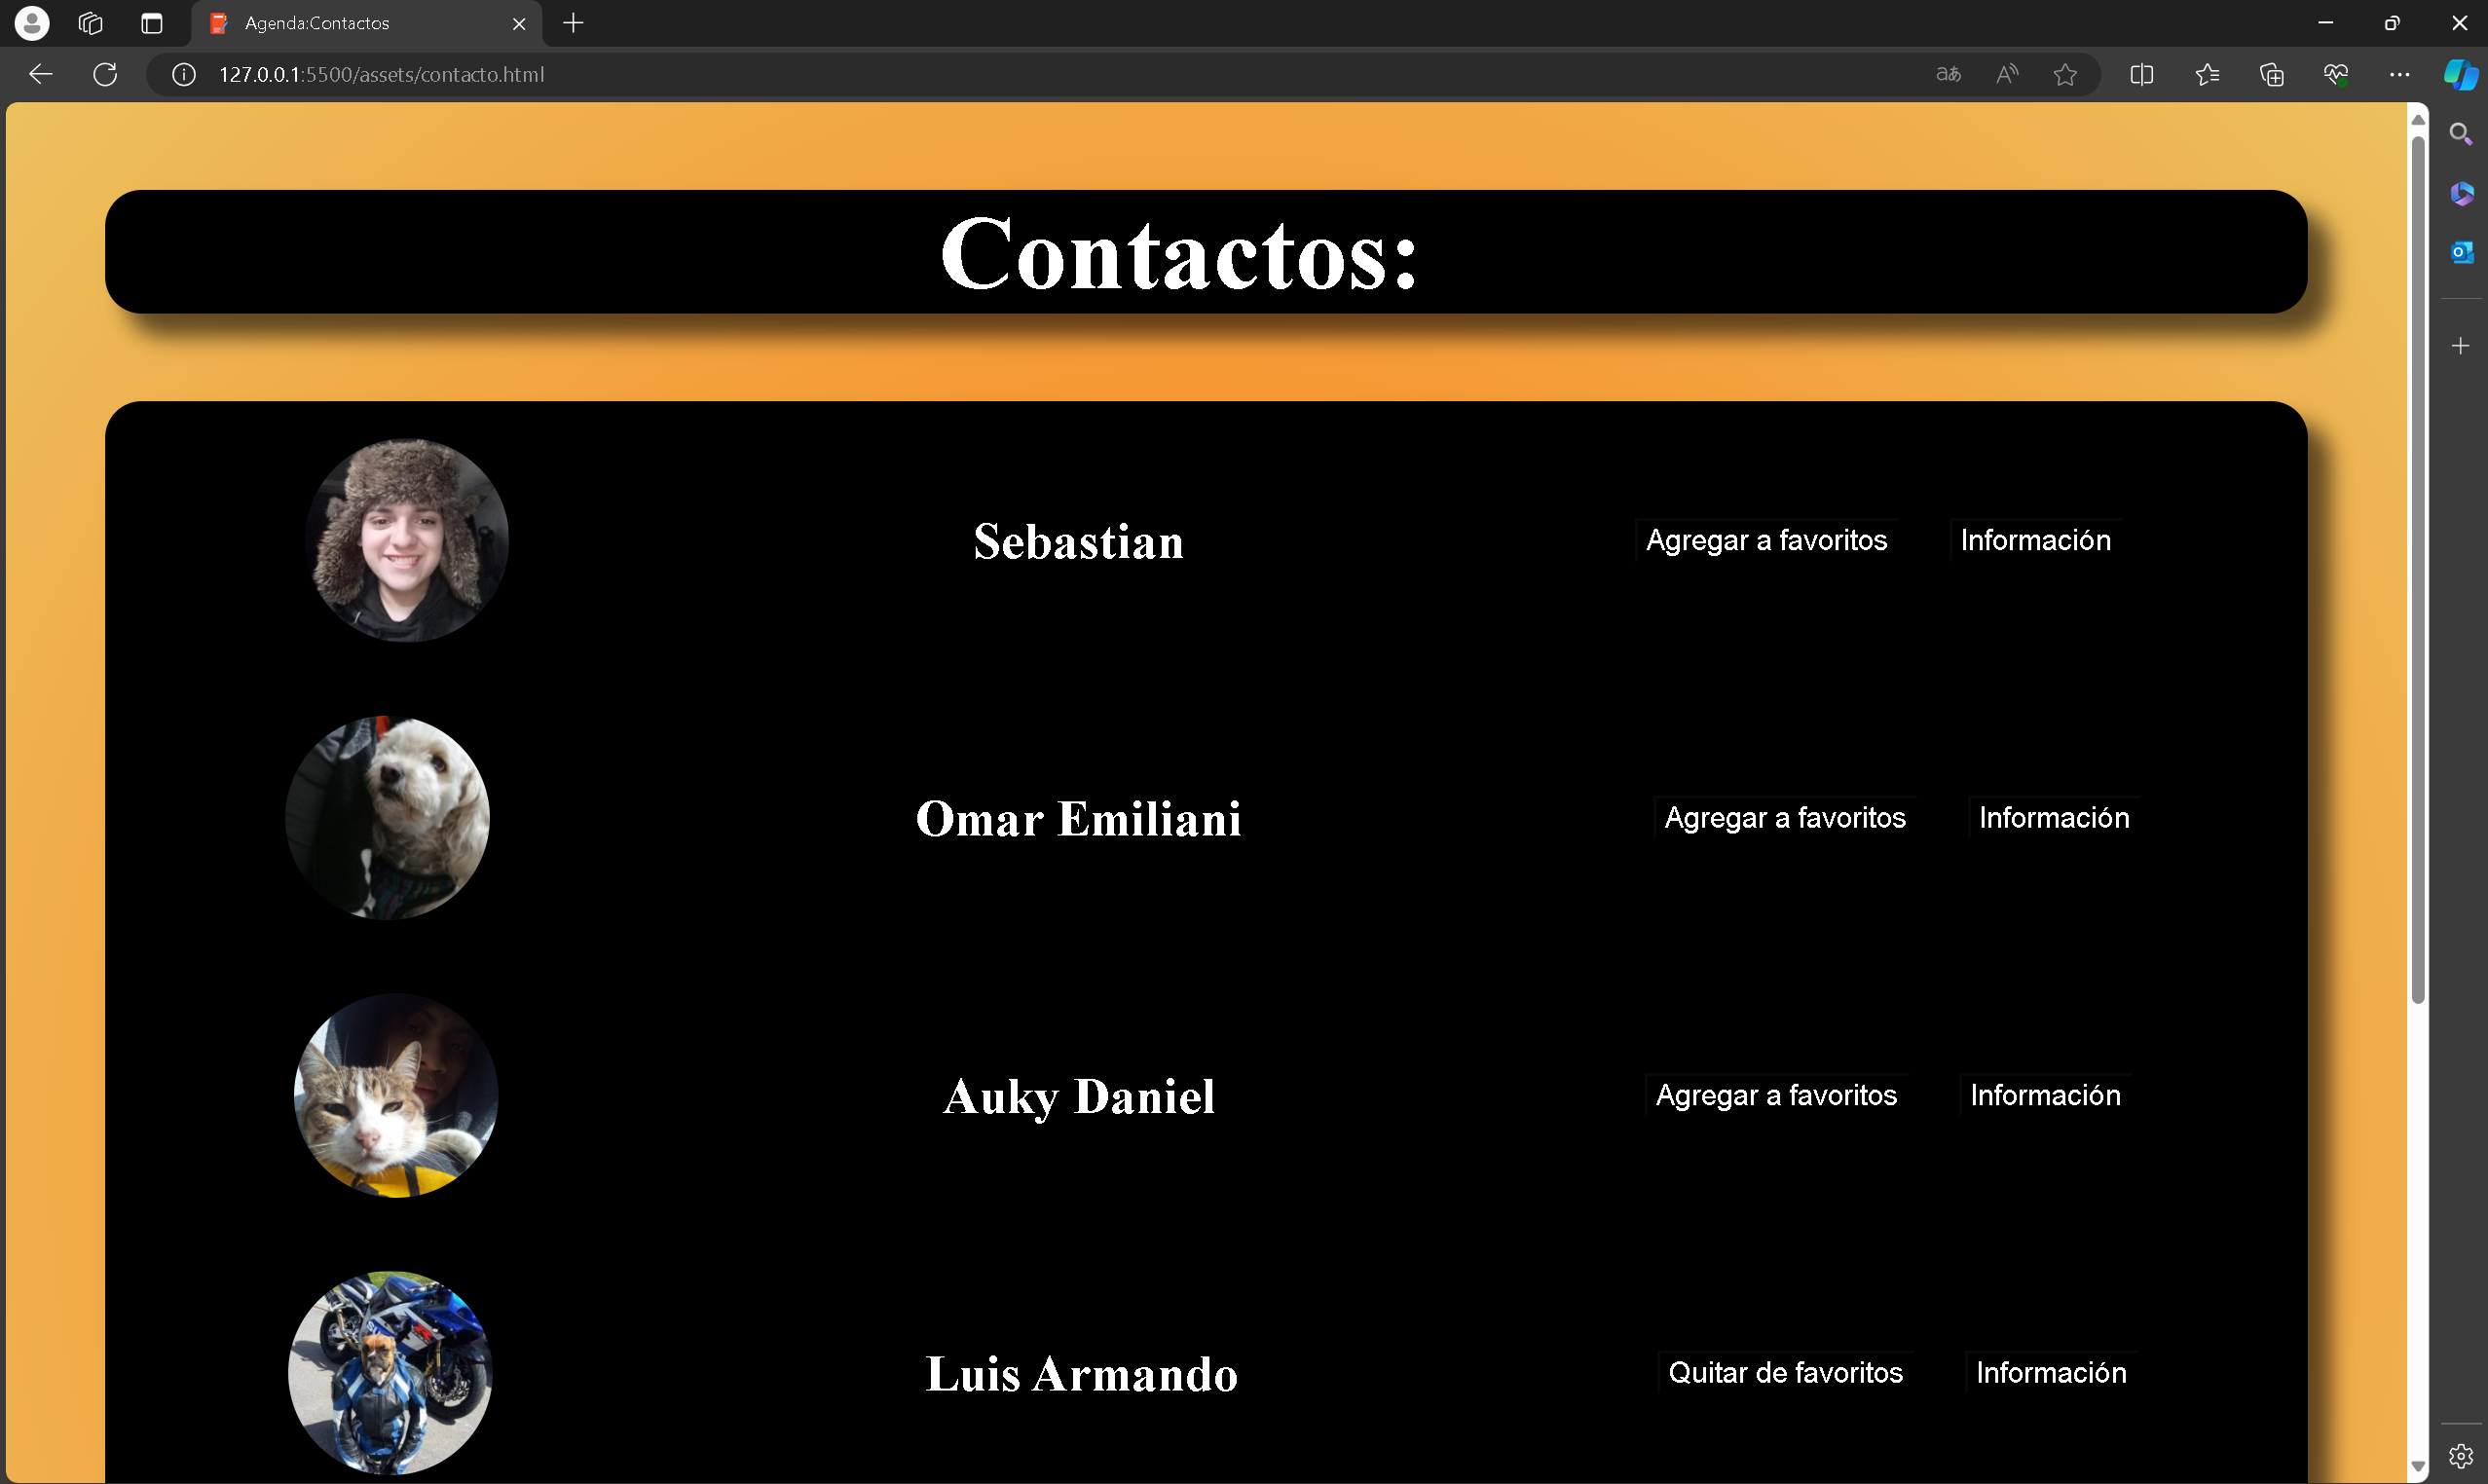 Agenda:Contactos
127.0.0.1:5500/assets/contacto.html
Contactos:
Sebastian Agregar a favoritos Información
Omar Emiliani Agregar a favoritos Información
Auky Daniel Agregar a favoritos Información
Luis Armando Quitar de favoritos Información